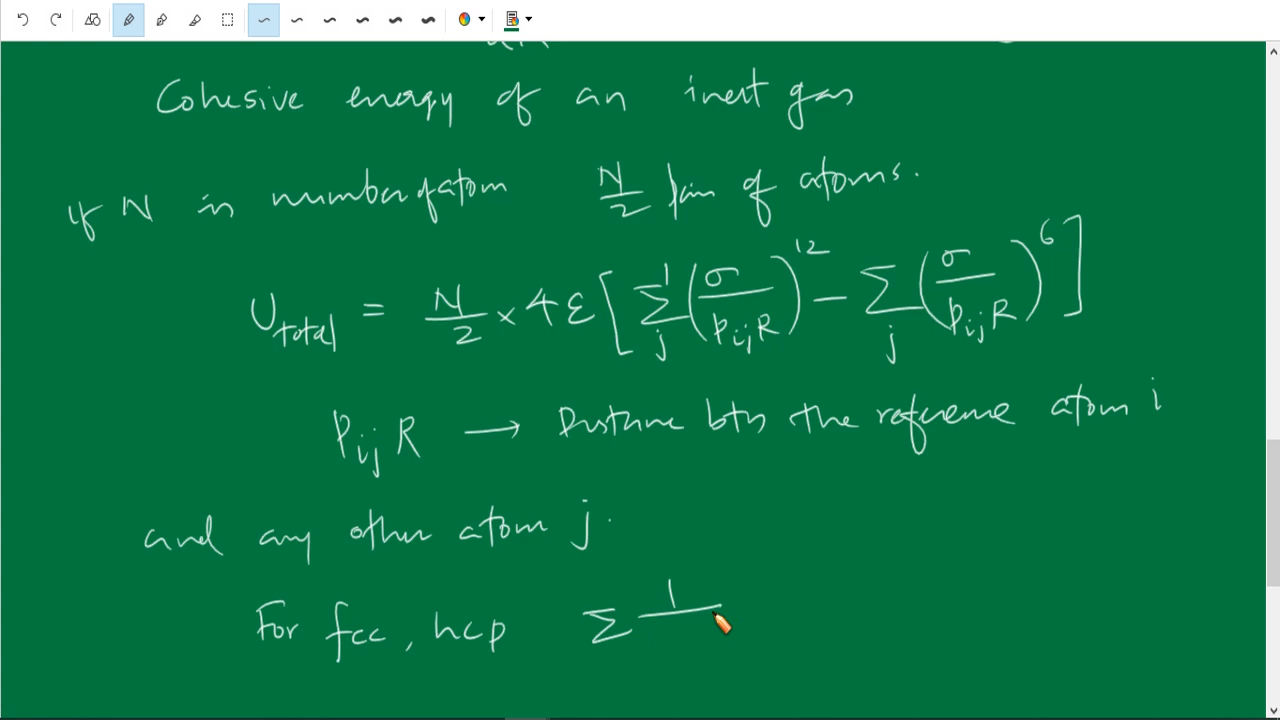 Cohesive energy of an inert gas
If N in number of atom N/2 pair of atoms.
U_total = N/2 × 4ε [ Σ'_j (σ/p_ij R)^12 − Σ_j (σ/p_ij R)^6 ]
p_ij R → Distance btn the reference atom i
and any other atom j.
For fcc, hcp Σ 1/